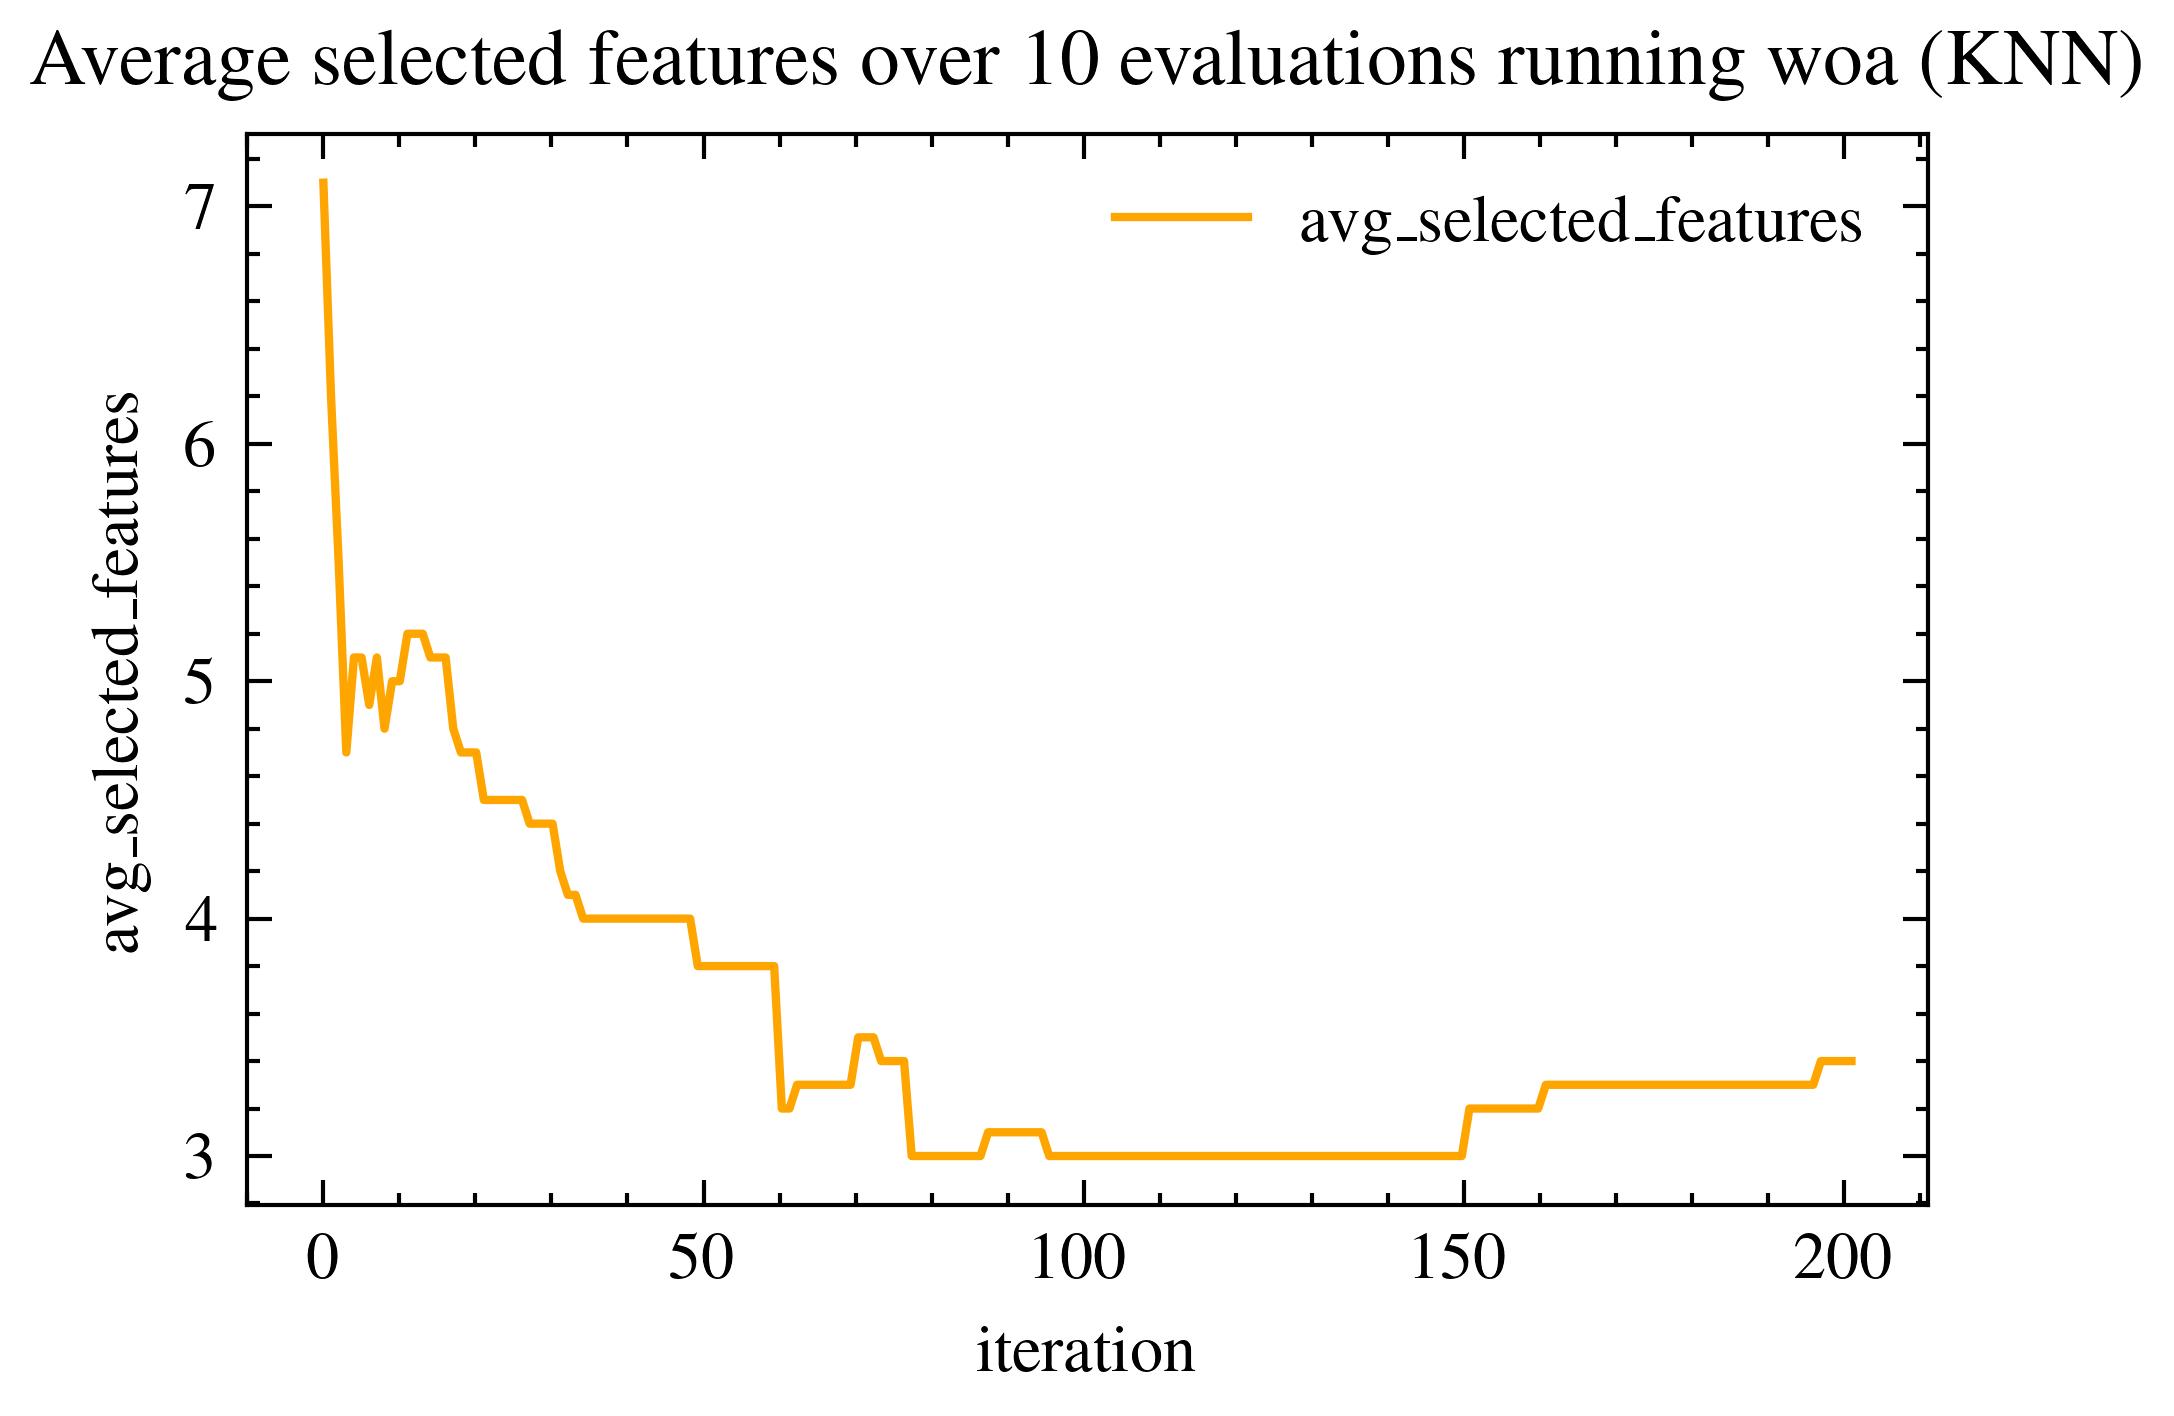 Average selected features over 10 evaluations running woa (KNN)
avg_selected_features
7
6
5
4
3
avg_selected_features
0 50 100 150 200
iteration